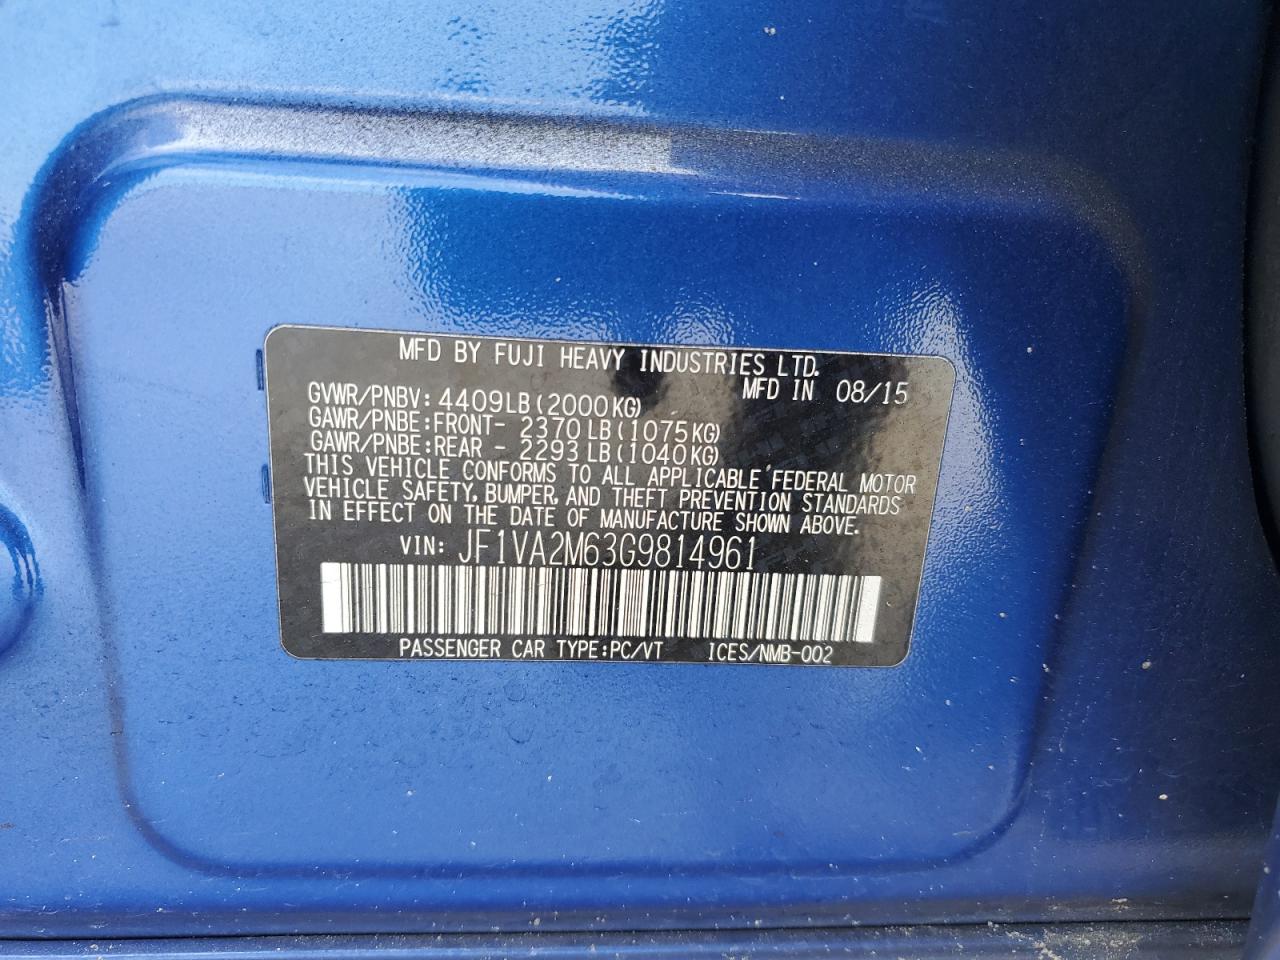 MFD BY FUJI HEAVY INDUSTRIES LTD.
MFD IN 08/15
GVWR/PNBV: 4409LB(2000KG)
GAWR/PNBE:FRONT- 2370LB(1075KG)
GAWR/PNBE:REAR - 2293LB(1040KG)
THIS VEHICLE CONFORMS TO ALL APPLICABLE FEDERAL MOTOR
VEHICLE SAFETY, BUMPER, AND THEFT PREVENTION STANDARDS
IN EFFECT ON THE DATE OF MANUFACTURE SHOWN ABOVE.
VIN: JF1VA2M63G9814961
PASSENGER CAR TYPE:PC/VT ICES/NMB-002